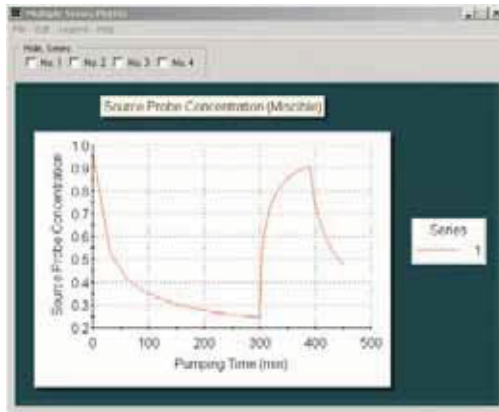 Multiple Series Plotter
File Edit Legend Help
Hide Series
No. 1 No. 2 No. 3 No. 4
Source Probe Concentration (Miscible)
Source Probe Concentration
1.0
0.9
0.8
0.7
0.6
0.5
0.4
0.3
0.2
0 100 200 300 400 500
Pumping Time (min)
Series
1